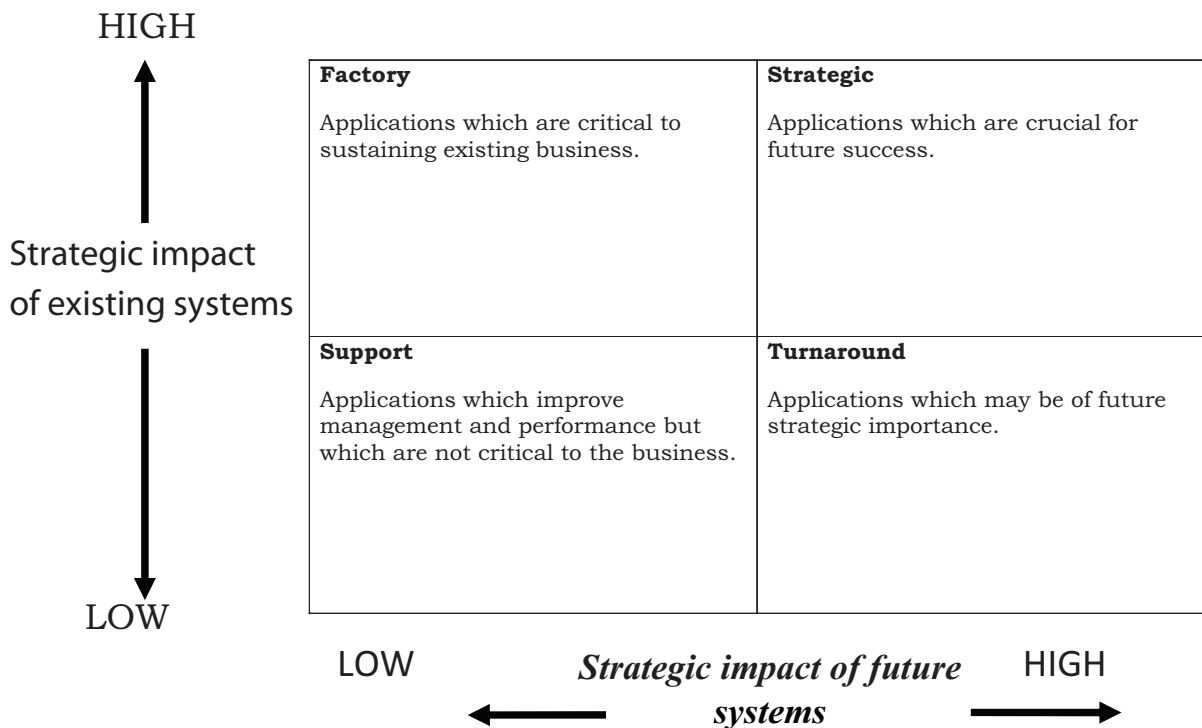 HIGH
Factory
Applications which are critical to
sustaining existing business.
Strategic
Applications which are crucial for
future success.
Strategic impact
of existing systems
Support
Applications which improve
management and performance but
which are not critical to the business.
Turnaround
Applications which may be of future
strategic importance.
LOW
LOW
Strategic impact of future
systems
HIGH